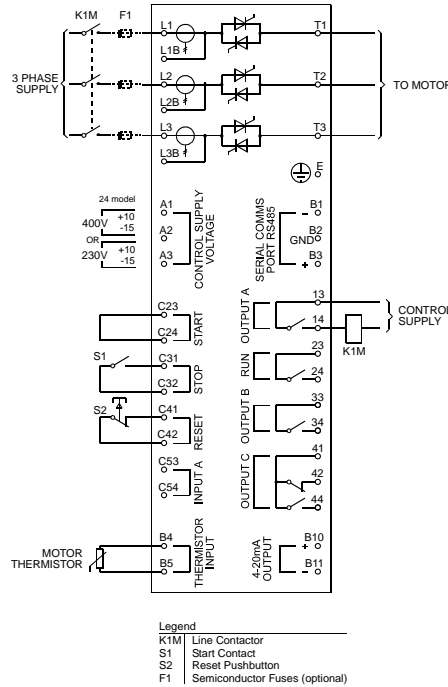 K1M F1
L1 T1
L1B
3 PHASE
SUPPLY
L2 T2
L2B
TO MOTOR
L3 T3
L3B
E
24 model
400V +10
-15
OR
230V +10
-15
A1
A2
A3
CONTROL SUPPLY
VOLTAGE
SERIAL COMMS
PORT RS485
- B1
GND B2
+ B3
C23
C24
START
OUTPUT A
13
14
CONTROL
SUPPLY
K1M
S1
C31
C32
STOP
RUN
23
24
S2
C41
C42
RESET
OUTPUT B
33
34
C53
C54
INPUT A
OUTPUT C
41
42
44
MOTOR
THERMISTOR
B4
B5
THERMISTOR
INPUT
4-20mA
OUTPUT
+ B10
- B11
Legend
K1M Line Contactor
S1 Start Contact
S2 Reset Pushbutton
F1 Semiconductor Fuses (optional)